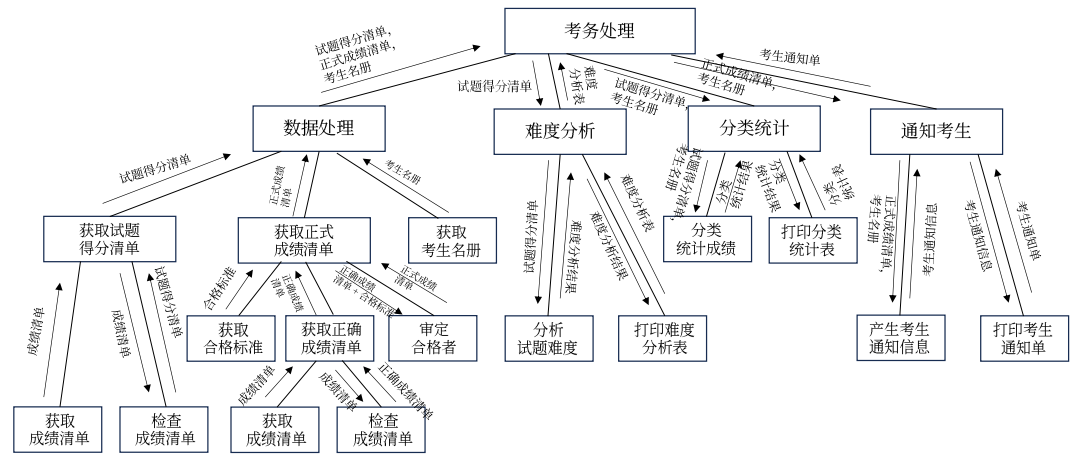 考务处理
试题得分清单，
正式成绩清单，
考生名册
试题得分清单
难度
分析表
试题得分清单，
考生名册
正式成绩清单，
考生名册
考生通知单
数据处理
难度分析
分类统计
通知考生
试题得分清单
正式成绩
清单
考生名册
试题得分清单
难度分析结果
难度分析结果
难度分析表
试题得分清单，
考生名册
分类
统计结果
分类
统计结果
分类
统计表
正式成绩清单，
考生名册
考生通知信息
考生通知信息
考生通知单
获取试题
得分清单
获取正式
成绩清单
获取
考生名册
分类
统计成绩
打印分类
统计表
成绩清单
成绩清单
试题得分清单
合格标准
正确成绩
清单
正确成绩
清单 + 合格标准
正式成绩
清单
获取
合格标准
获取正确
成绩清单
审定
合格者
分析
试题难度
打印难度
分析表
产生考生
通知信息
打印考生
通知单
成绩清单
成绩清单
正确成绩清单
获取
成绩清单
检查
成绩清单
获取
成绩清单
检查
成绩清单